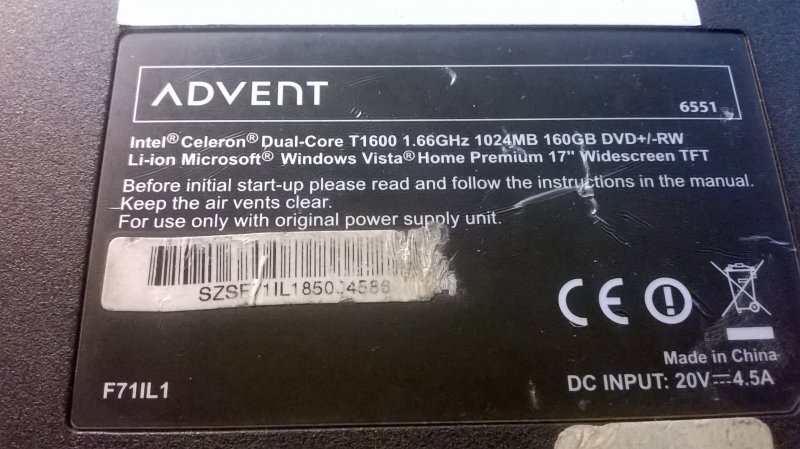 ADVENT
6551
Intel® Celeron® Dual-Core T1600 1.66GHz 1024MB 160GB DVD+/-RW
Li-ion Microsoft® Windows Vista® Home Premium 17" Widescreen TFT
Before initial start-up please read and follow the instructions in the manual.
Keep the air vents clear.
For use only with original power supply unit.
CE
Made in China
F71IL1
DC INPUT: 20V⎓4.5A